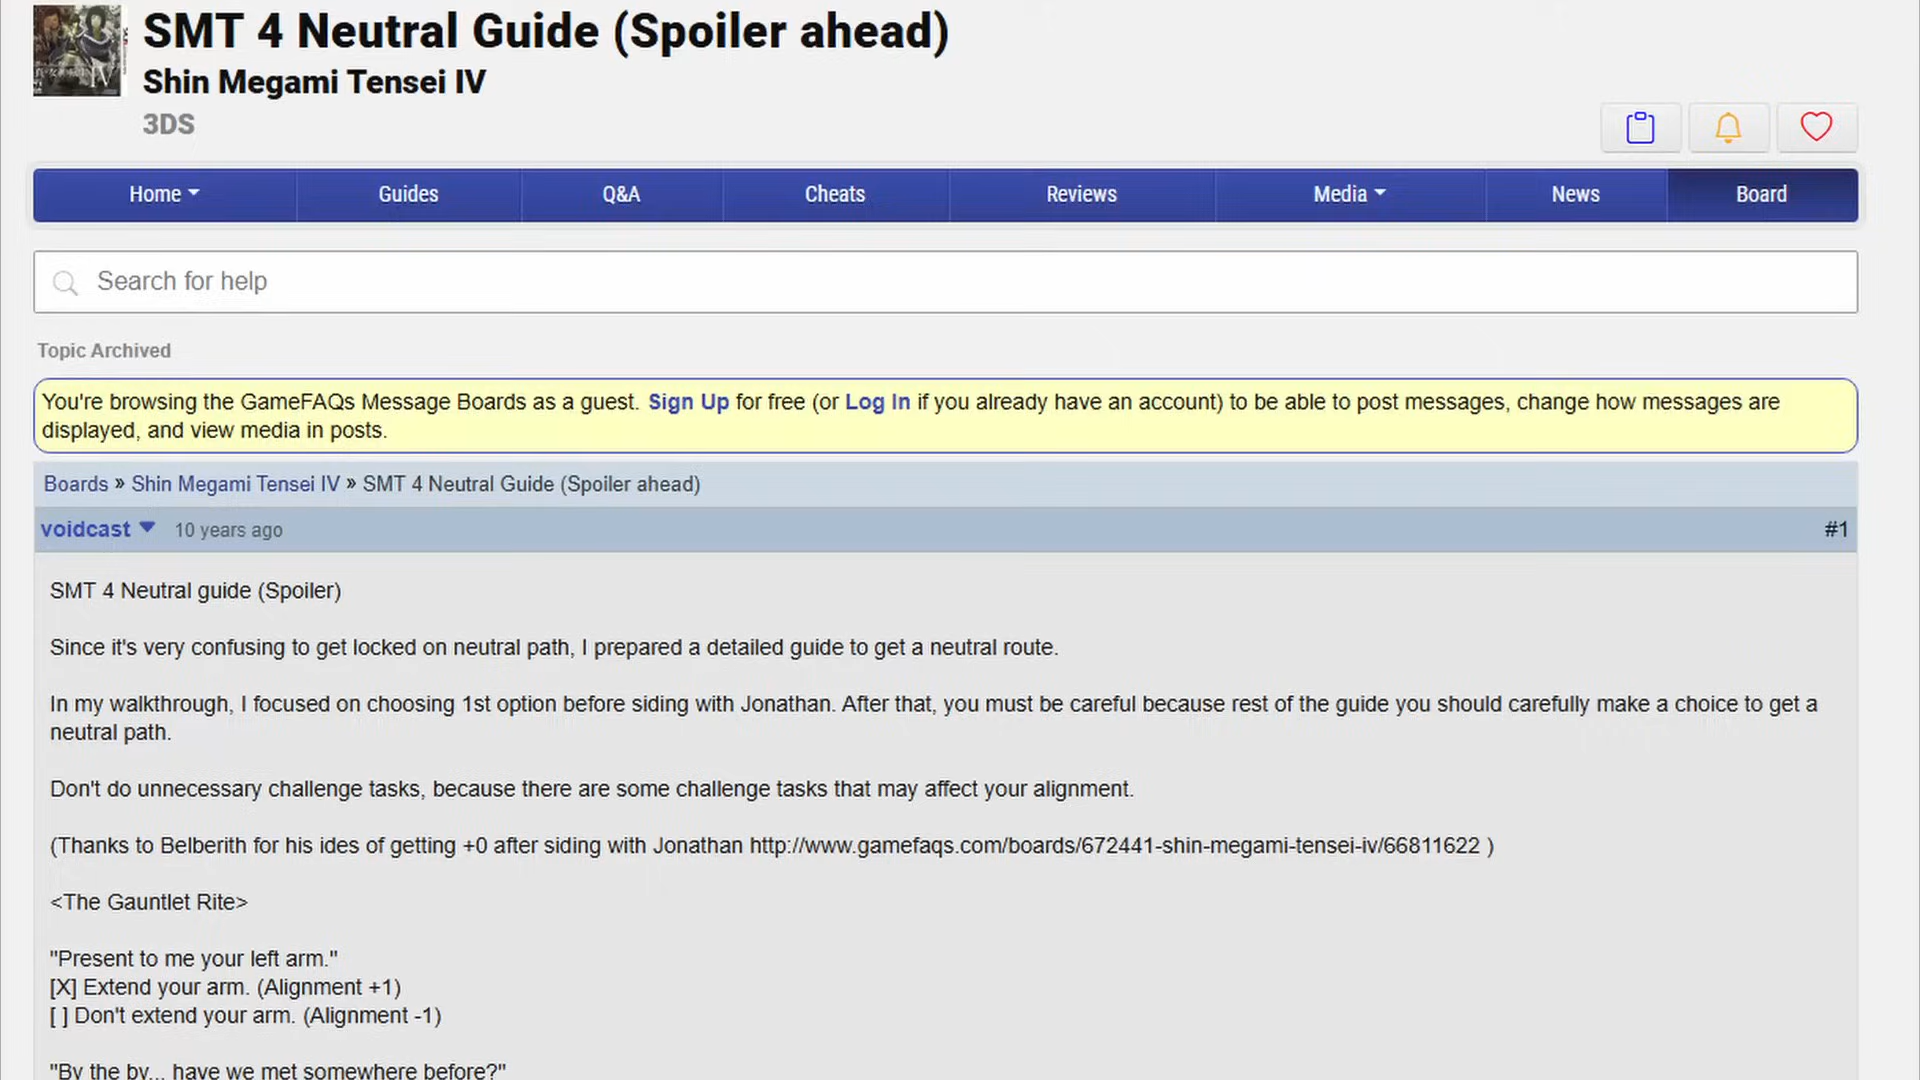 SMT 4 Neutral Guide (Spoiler ahead)
Shin Megami Tensei IV
3DS
Home
Guides
Q&A
Cheats
Reviews
Media
News
Board
Search for help
Topic Archived
You're browsing the GameFAQs Message Boards as a guest. Sign Up for free (or Log In if you already have an account) to be able to post messages, change how messages are
displayed, and view media in posts.
Boards » Shin Megami Tensei IV » SMT 4 Neutral Guide (Spoiler ahead)
voidcast 10 years ago #1
SMT 4 Neutral guide (Spoiler)
Since it's very confusing to get locked on neutral path, I prepared a detailed guide to get a neutral route.
In my walkthrough, I focused on choosing 1st option before siding with Jonathan. After that, you must be careful because rest of the guide you should carefully make a choice to get a
neutral path.
Don't do unnecessary challenge tasks, because there are some challenge tasks that may affect your alignment.
(Thanks to Belberith for his ides of getting +0 after siding with Jonathan http://www.gamefaqs.com/boards/672441-shin-megami-tensei-iv/66811622 )
<The Gauntlet Rite>
"Present to me your left arm."
[X] Extend your arm. (Alignment +1)
[ ] Don't extend your arm. (Alignment -1)
"By the by... have we met somewhere before?"